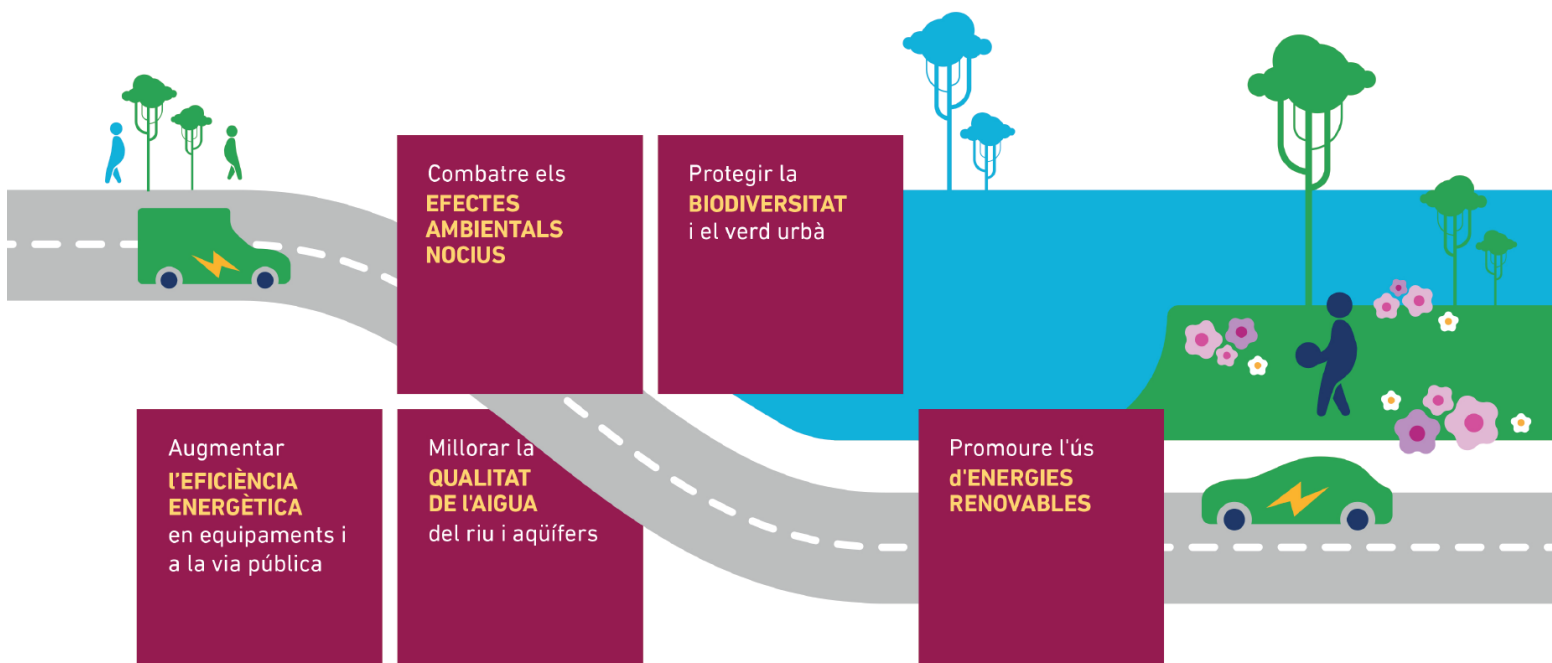 Combatre els
EFECTES
AMBIENTALS
NOCIUS
Protegir la
BIODIVERSITAT
i el verd urbà
Augmentar
l'EFICIÈNCIA
ENERGÈTICA
en equipaments i
a la via pública
Millorar la
QUALITAT
DE l'AIGUA
del riu i aqüífers
Promoure l'ús
d'ENERGIES
RENOVABLES